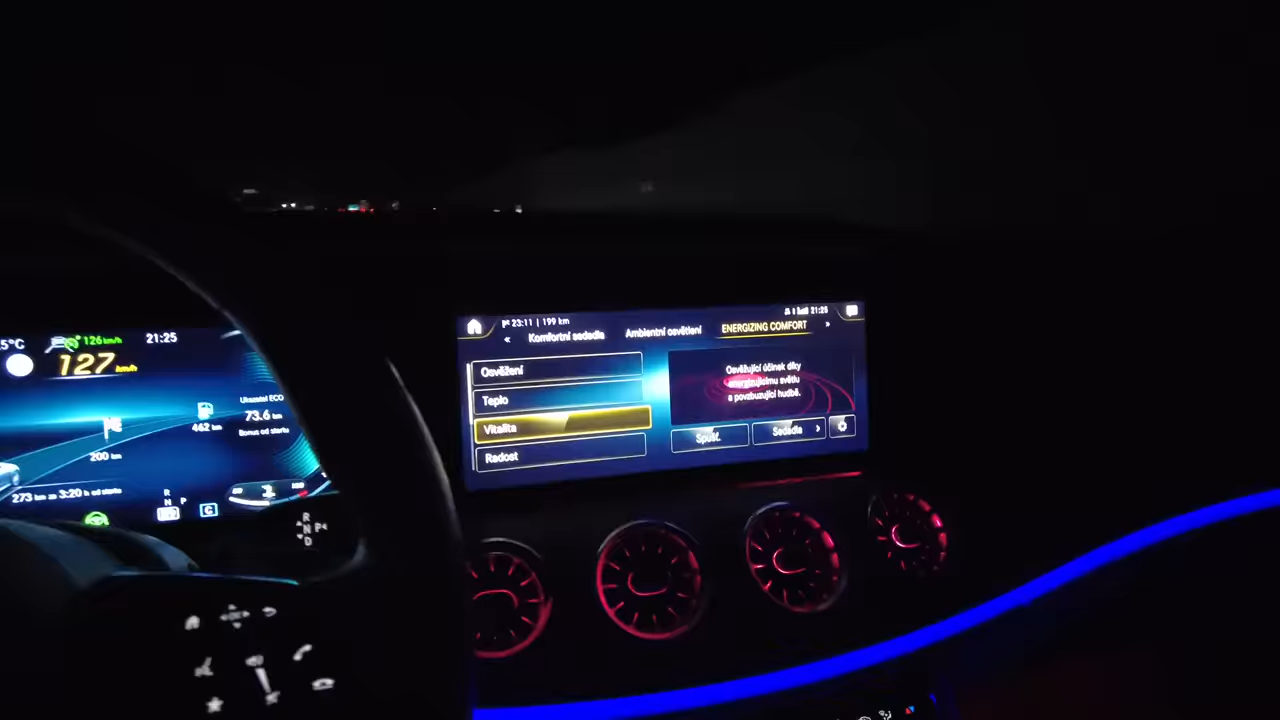 5°C
126 km/h
21:25
127 km/h
Ukazatel ECO
73.6 km
Bonus od startu
462 km
200 km
273 km za 3:20 h od startu
R
N P
C
R
N P
D
23:11 | 199 km
21:25
« Komfortní sedadla Ambientní osvětlení ENERGIZING COMFORT »
Osvěžení
Teplo
Vitalita
Radost
Osvěžující účinek díky
energizujícímu světlu
a povzbuzující hudbě.
Spusť.
Sedadla